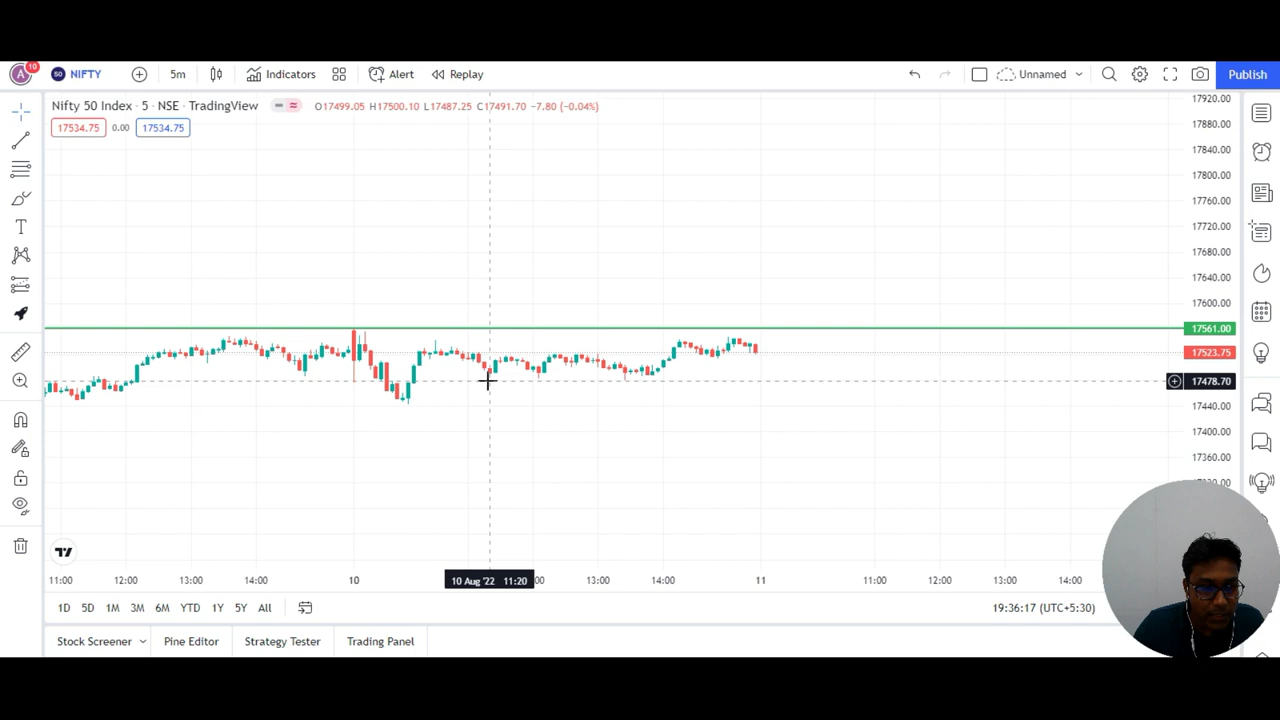 A 10 50 NIFTY 5m Indicators Alert Replay Unnamed Publish
Nifty 50 Index · 5 · NSE · TradingView O17499.05 H17500.10 L17487.25 C17491.70 −7.80 (−0.04%)
17534.75 0.00 17534.75
17920.00
17880.00
17840.00
17800.00
17760.00
17720.00
17680.00
17640.00
17600.00
17561.00
17523.75
17478.70
17440.00
17400.00
17360.00
11:00 12:00 13:00 14:00 10 10 Aug '22 11:20 :00 13:00 14:00 11 11:00 12:00 13:00 14:00
1D 5D 1M 3M 6M YTD 1Y 5Y All 19:36:17 (UTC+5:30)
Stock Screener Pine Editor Strategy Tester Trading Panel